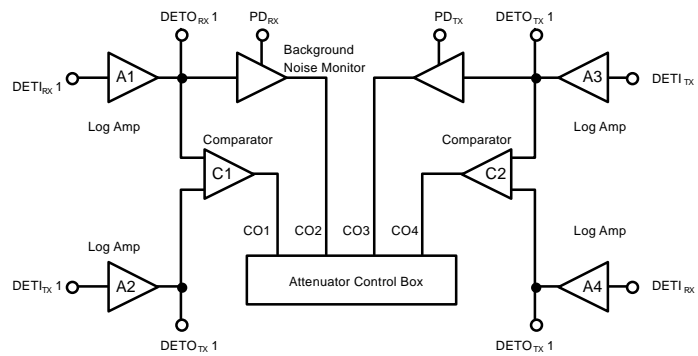 DETO_RX 1
PD_RX
PD_TX
DETO_TX 1
Background
Noise Monitor
A1
A3
DETI_RX 1
DETI_TX
Log Amp
Log Amp
Comparator
Comparator
C1
C2
CO1
CO2
CO3
CO4
Log Amp
Log Amp
Attenuator Control Box
A2
A4
DETI_TX 1
DETI_RX
DETO_TX 1
DETO_RX 1